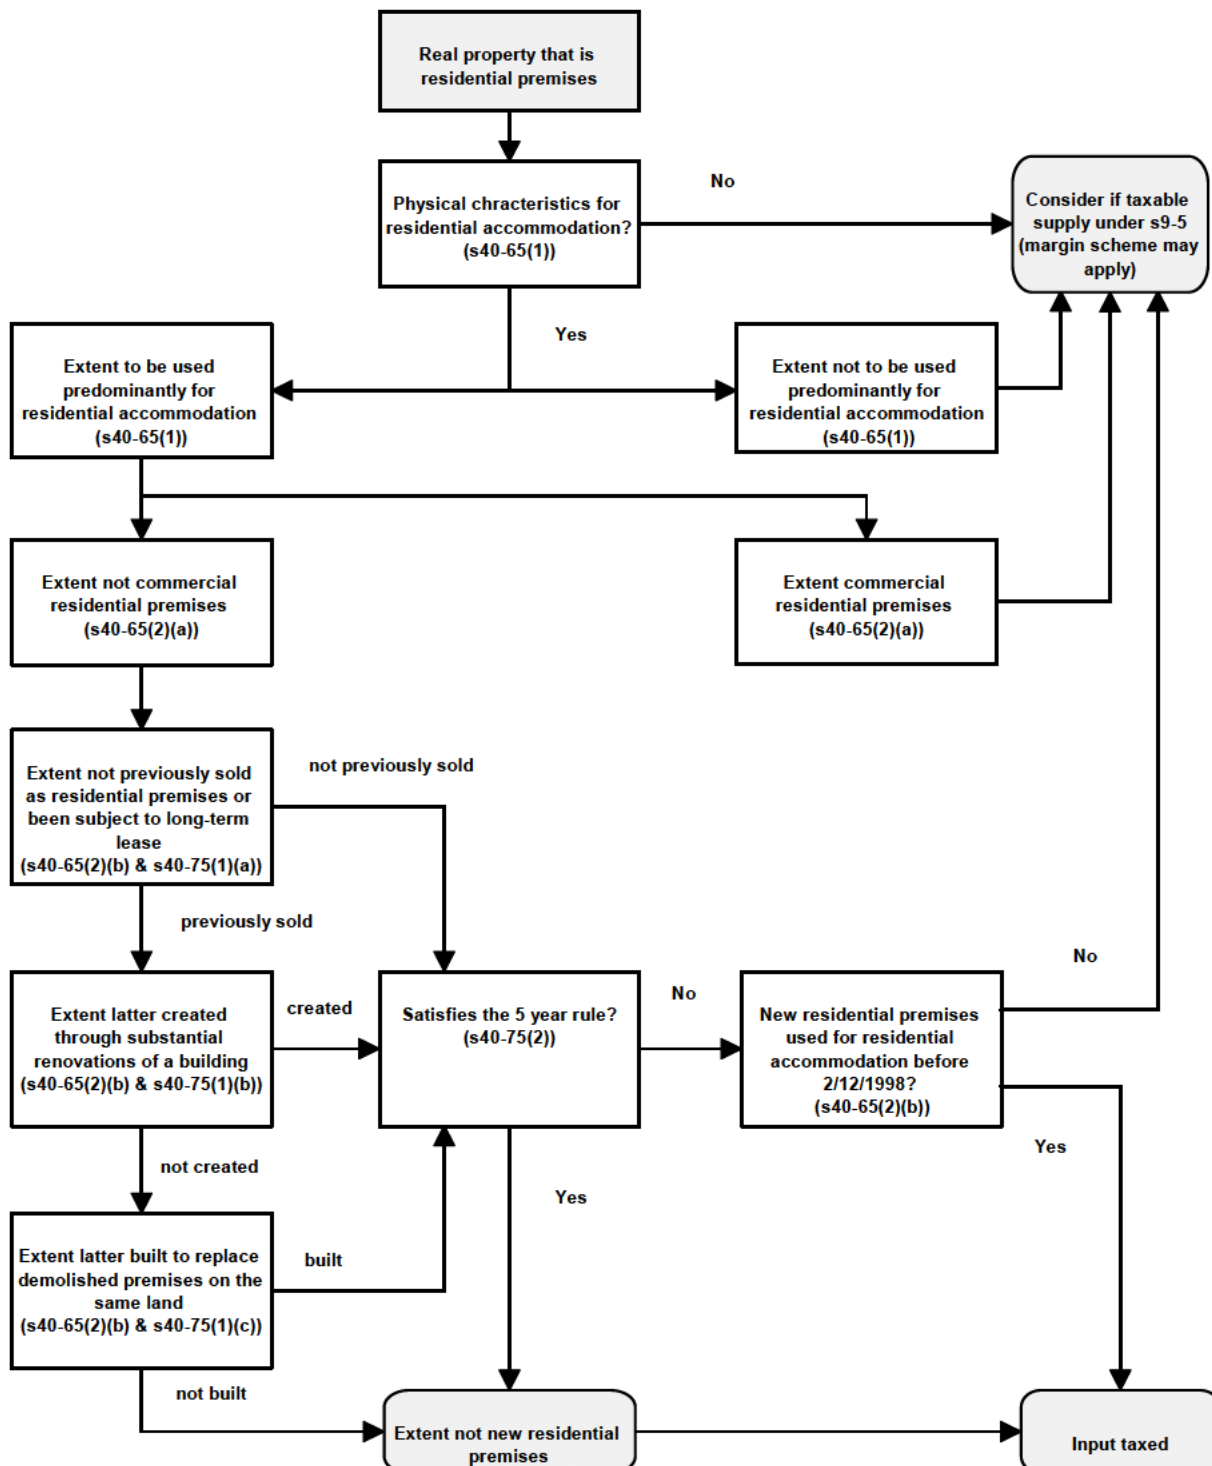 Real property that is
residential premises
Physical chracteristics for
residential accommodation?
(s40-65(1))
No
Consider if taxable
supply under s9-5
(margin scheme may
apply)
Yes
Extent to be used
predominantly for
residential accommodation
(s40-65(1))
Extent not to be used
predominantly for
residential accommodation
(s40-65(1))
Extent not commercial
residential premises
(s40-65(2)(a))
Extent commercial
residential premises
(s40-65(2)(a))
Extent not previously sold
as residential premises or
been subject to long-term
lease
(s40-65(2)(b) & s40-75(1)(a))
not previously sold
previously sold
Extent latter created
through substantial
renovations of a building
(s40-65(2)(b) & s40-75(1)(b))
created
Satisfies the 5 year rule?
(s40-75(2))
No
New residential premises
used for residential
accommodation before
2/12/1998?
(s40-65(2)(b))
No
Yes
not created
Yes
Extent latter built to replace
demolished premises on the
same land
(s40-65(2)(b) & s40-75(1)(c))
built
not built
Extent not new residential
premises
Input taxed